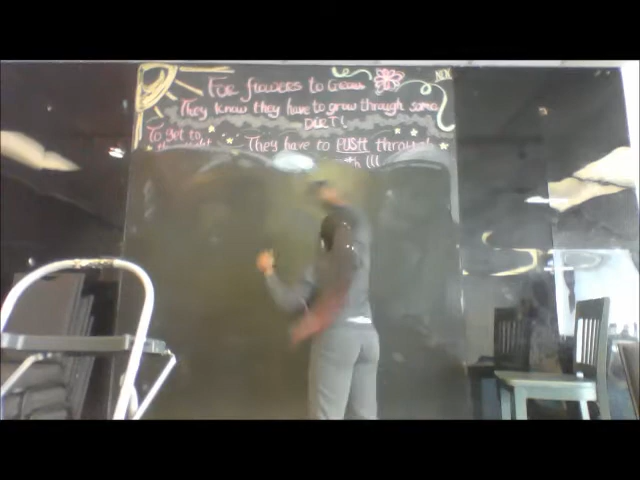 FOR flowers to Grow
They know they have to grow through some
DIRT!
To get to They have to PUSH through